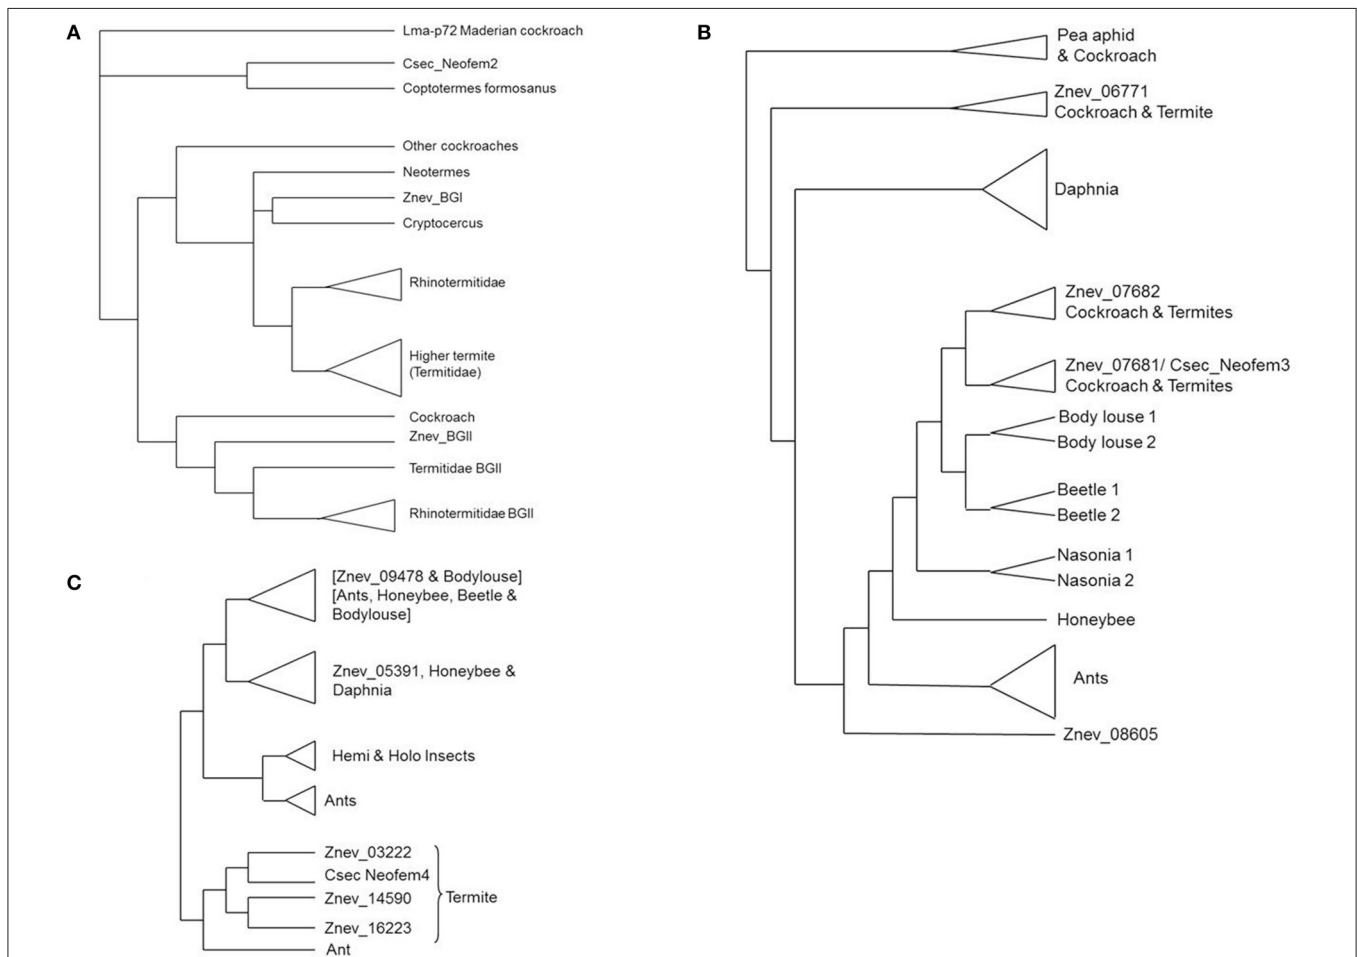 A
Lma-p72 Maderian cockroach
Csec_Neofem2
Coptotermes formosanus
Other cockroaches
Neotermes
Znev_BGI
Cryptocercus
Rhinotermitidae
Higher termite
(Termitidae)
Cockroach
Znev_BGII
Termitidae BGII
Rhinotermitidae BGII
B
Pea aphid
& Cockroach
Znev_06771
Cockroach & Termite
Daphnia
Znev_07682
Cockroach & Termites
Znev_07681/ Csec_Neofem3
Cockroach & Termites
Body louse 1
Body louse 2
Beetle 1
Beetle 2
Nasonia 1
Nasonia 2
Honeybee
Ants
Znev_08605
C
[Znev_09478 & Bodylouse]
[Ants, Honeybee, Beetle &
Bodylouse]
Znev_05391, Honeybee &
Daphnia
Hemi & Holo Insects
Ants
Znev_03222
Csec Neofem4
Znev_14590
Znev_16223
Termite
Ant